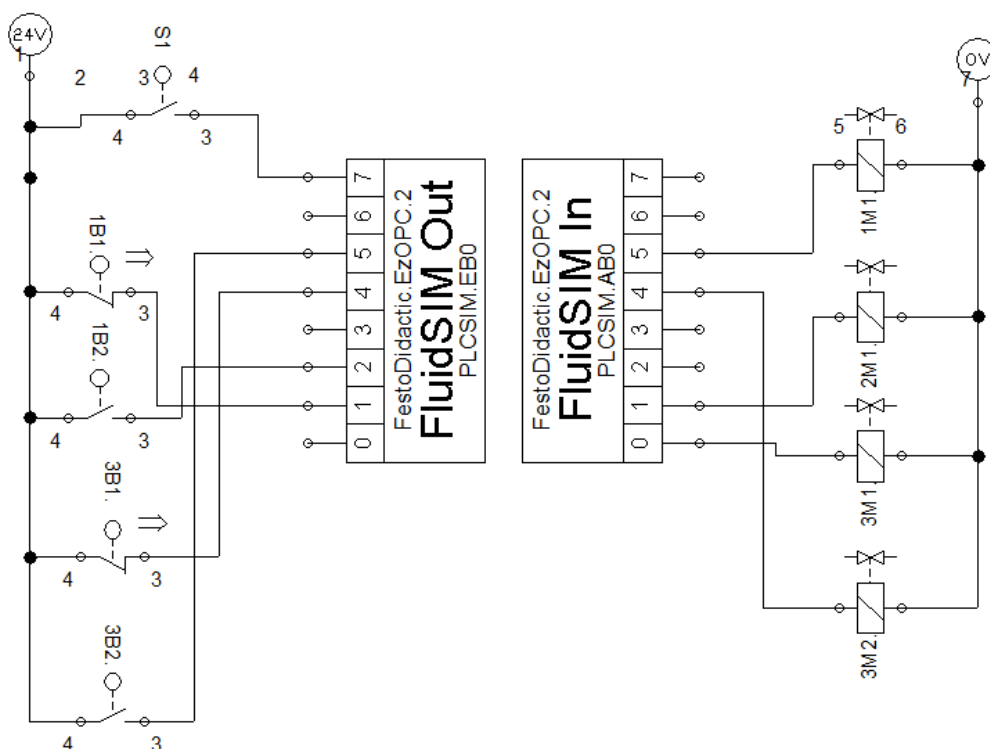 24V
1
2
S1
3
4
4
3
1B1.
4
3
1B2.
4
3
3B1.
4
3
3B2.
4
3
7
6
5
4
3
2
1
0
FestoDidactic.EzOPC.2
FluidSIM Out
PLCSIM.EB0
FestoDidactic.EzOPC.2
FluidSIM In
PLCSIM.AB0
7
6
5
4
3
2
1
0
0V
7
5
6
1M1.
2M1.
3M1.
3M2.